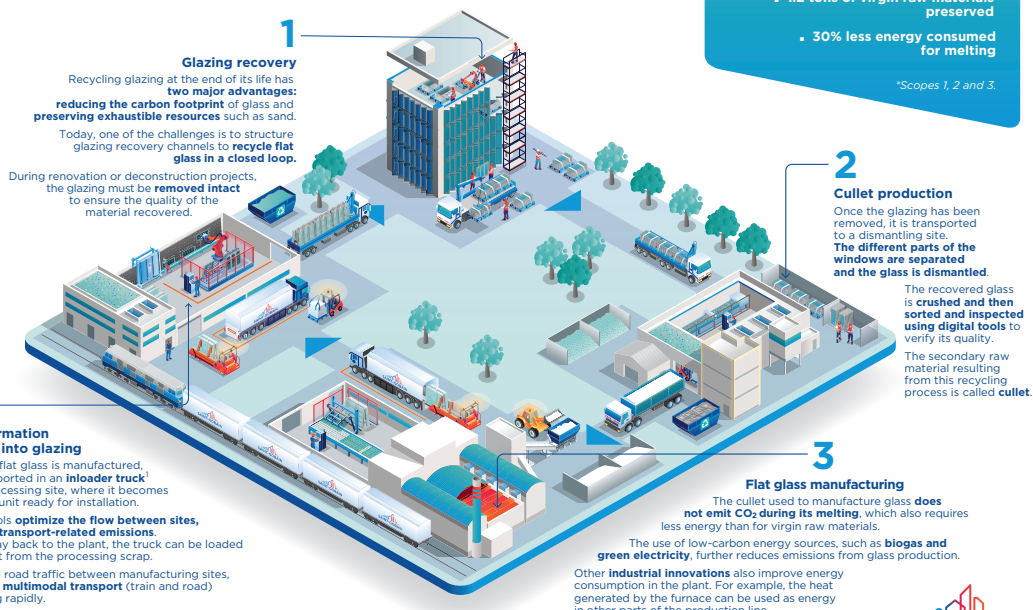 1
Glazing recovery
Recycling glazing at the end of its life has
two major advantages:
reducing the carbon footprint of glass and
preserving exhaustible resources such as sand.
Today, one of the challenges is to structure
glazing recovery channels to recycle flat
glass in a closed loop.
During renovation or deconstruction projects,
the glazing must be removed intact
to ensure the quality of the
material recovered.
tons of virgin raw materials
preserved
▪ 30% less energy consumed
for melting
*Scopes 1, 2 and 3.
2
Cullet production
Once the glazing has been
removed, it is transported
to a dismantling site.
The different parts of the
windows are separated
and the glass is dismantled.
The recovered glass
is crushed and then
sorted and inspected
using digital tools to
verify its quality.
The secondary raw
material resulting
from this recycling
process is called cullet.
3
Flat glass manufacturing
The cullet used to manufacture glass does
not emit CO₂ during its melting, which also requires
less energy than for virgin raw materials.
The use of low-carbon energy sources, such as biogas and
green electricity, further reduces emissions from glass production.
Other industrial innovations also improve energy
consumption in the plant. For example, the heat
generated by the furnace can be used as energy
in other parts of the production line.
into glazing
flat glass is manufactured,
in an inloader truck¹
site, where it becomes
unit ready for installation.
optimize the flow between sites,
transport-related emissions.
back to the plant, the truck can be loaded
from the processing scrap.
road traffic between manufacturing sites,
multimodal transport (train and road)
rapidly.